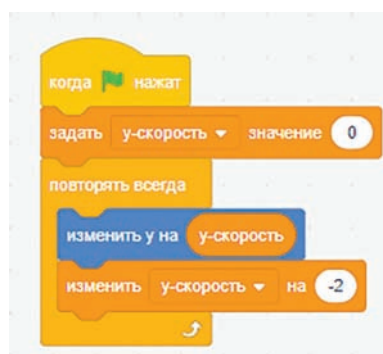 когда нажат
задать у-скорость значение 0
повторять всегда
изменить у на у-скорость
изменить у-скорость на -2